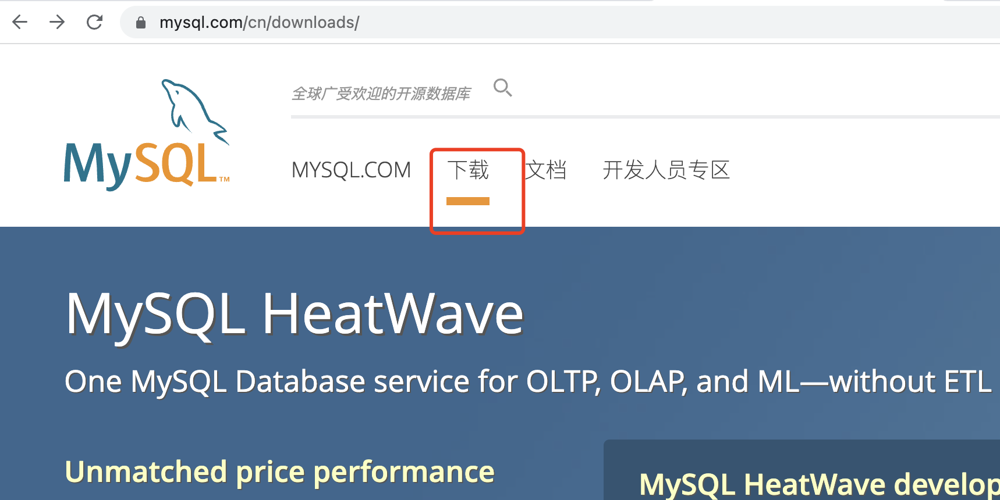 mysql.com/cn/downloads/
全球广受欢迎的开源数据库
MySQL™
MYSQL.COM 下载 文档 开发人员专区
MySQL HeatWave
One MySQL Database service for OLTP, OLAP, and ML—without ETL
Unmatched price performance
MySQL HeatWave develop